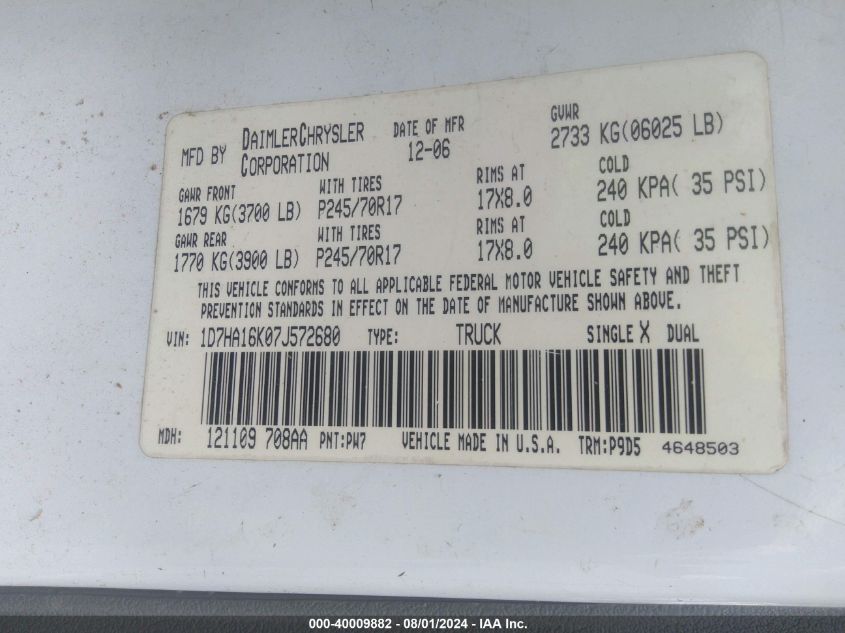 MFD BY DAIMLERCHRYSLER CORPORATION DATE OF MFR 12-06 GVWR 2733 KG(06025 LB)
GAWR FRONT WITH TIRES RIMS AT COLD
1679 KG(3700 LB) P245/70R17 17X8.0 240 KPA( 35 PSI)
GAWR REAR WITH TIRES RIMS AT COLD
1770 KG(3900 LB) P245/70R17 17X8.0 240 KPA( 35 PSI)
THIS VEHICLE CONFORMS TO ALL APPLICABLE FEDERAL MOTOR VEHICLE SAFETY AND THEFT
PREVENTION STANDARDS IN EFFECT ON THE DATE OF MANUFACTURE SHOWN ABOVE.
VIN: 1D7HA16K07J572680 TYPE: TRUCK SINGLE X DUAL
MDH: 121109 708AA PNT:PW7 VEHICLE MADE IN U.S.A. TRM:P9D5 4648503
000-40009882 - 08/01/2024 - IAA Inc.